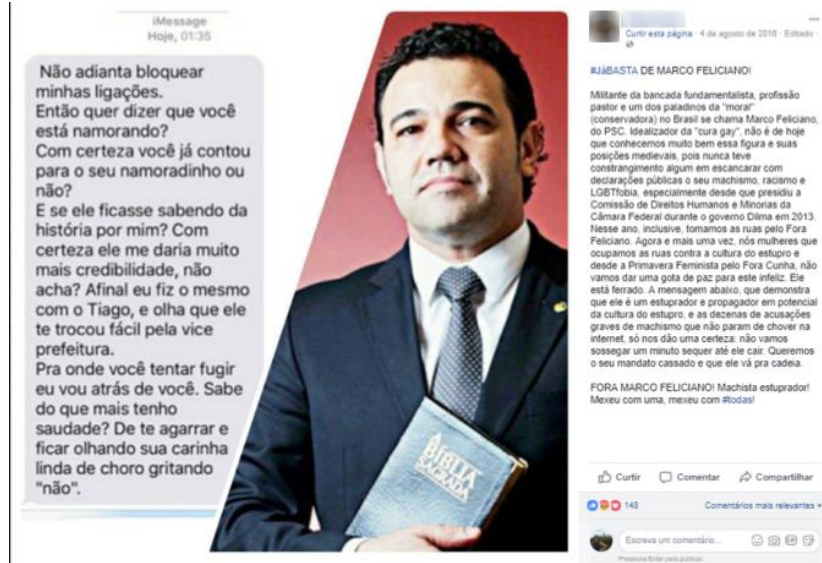 iMessage
Hoje, 01:35
Não adianta bloquear
minhas ligações.
Então quer dizer que você
está namorando?
Com certeza você já contou
para o seu namoradinho ou
não?
E se ele ficasse sabendo da
história por mim? Com
certeza ele me daria muito
mais credibilidade, não
acha? Afinal eu fiz o mesmo
com o Tiago, e olha que ele
te trocou fácil pela vice
prefeitura.
Pra onde você tentar fugir
eu vou atrás de você. Sabe
do que mais tenho
saudade? De te agarrar e
ficar olhando sua carinha
linda de choro gritando
"não".
A
BÍBLIA
SAGRADA
Curtir esta página · 4 de agosto de 2016 · Editado ·
#JáBASTA DE MARCO FELICIANO!
Militante da bancada fundamentalista, profissão
pastor e um dos paladinos da "moral"
(conservadora) no Brasil se chama Marco Feliciano,
do PSC. Idealizador da "cura gay", não é de hoje
que conhecemos muito bem essa figura e suas
posições medievais, pois nunca teve
constrangimento algum em escancarar com
declarações públicas o seu machismo, racismo e
LGBTfobia, especialmente desde que presidiu a
Comissão de Direitos Humanos e Minorias da
Câmara Federal durante o governo Dilma em 2013.
Nesse ano, inclusive, tomamos as ruas pelo Fora
Feliciano. Agora e mais uma vez, nós mulheres que
ocupamos as ruas contra a cultura do estupro e
desde a Primavera Feminista pelo Fora Cunha, não
vamos dar uma gota de paz para este infeliz. Ele
está ferrado. A mensagem abaixo, que demonstra
que ele é um estuprador e propagador em potencial
da cultura do estupro, e as dezenas de acusações
graves de machismo que não param de chover na
internet, só nos dão uma certeza: não vamos
sossegar um minuto sequer até ele cair. Queremos
o seu mandato cassado e que ele vá pra cadeia.
FORA MARCO FELICIANO! Machista estuprador!
Mexeu com uma, mexeu com #todas!
Curtir Comentar Compartilhar
148 Comentários mais relevantes
Escreva um comentário...
Pressione Enter para publicar.